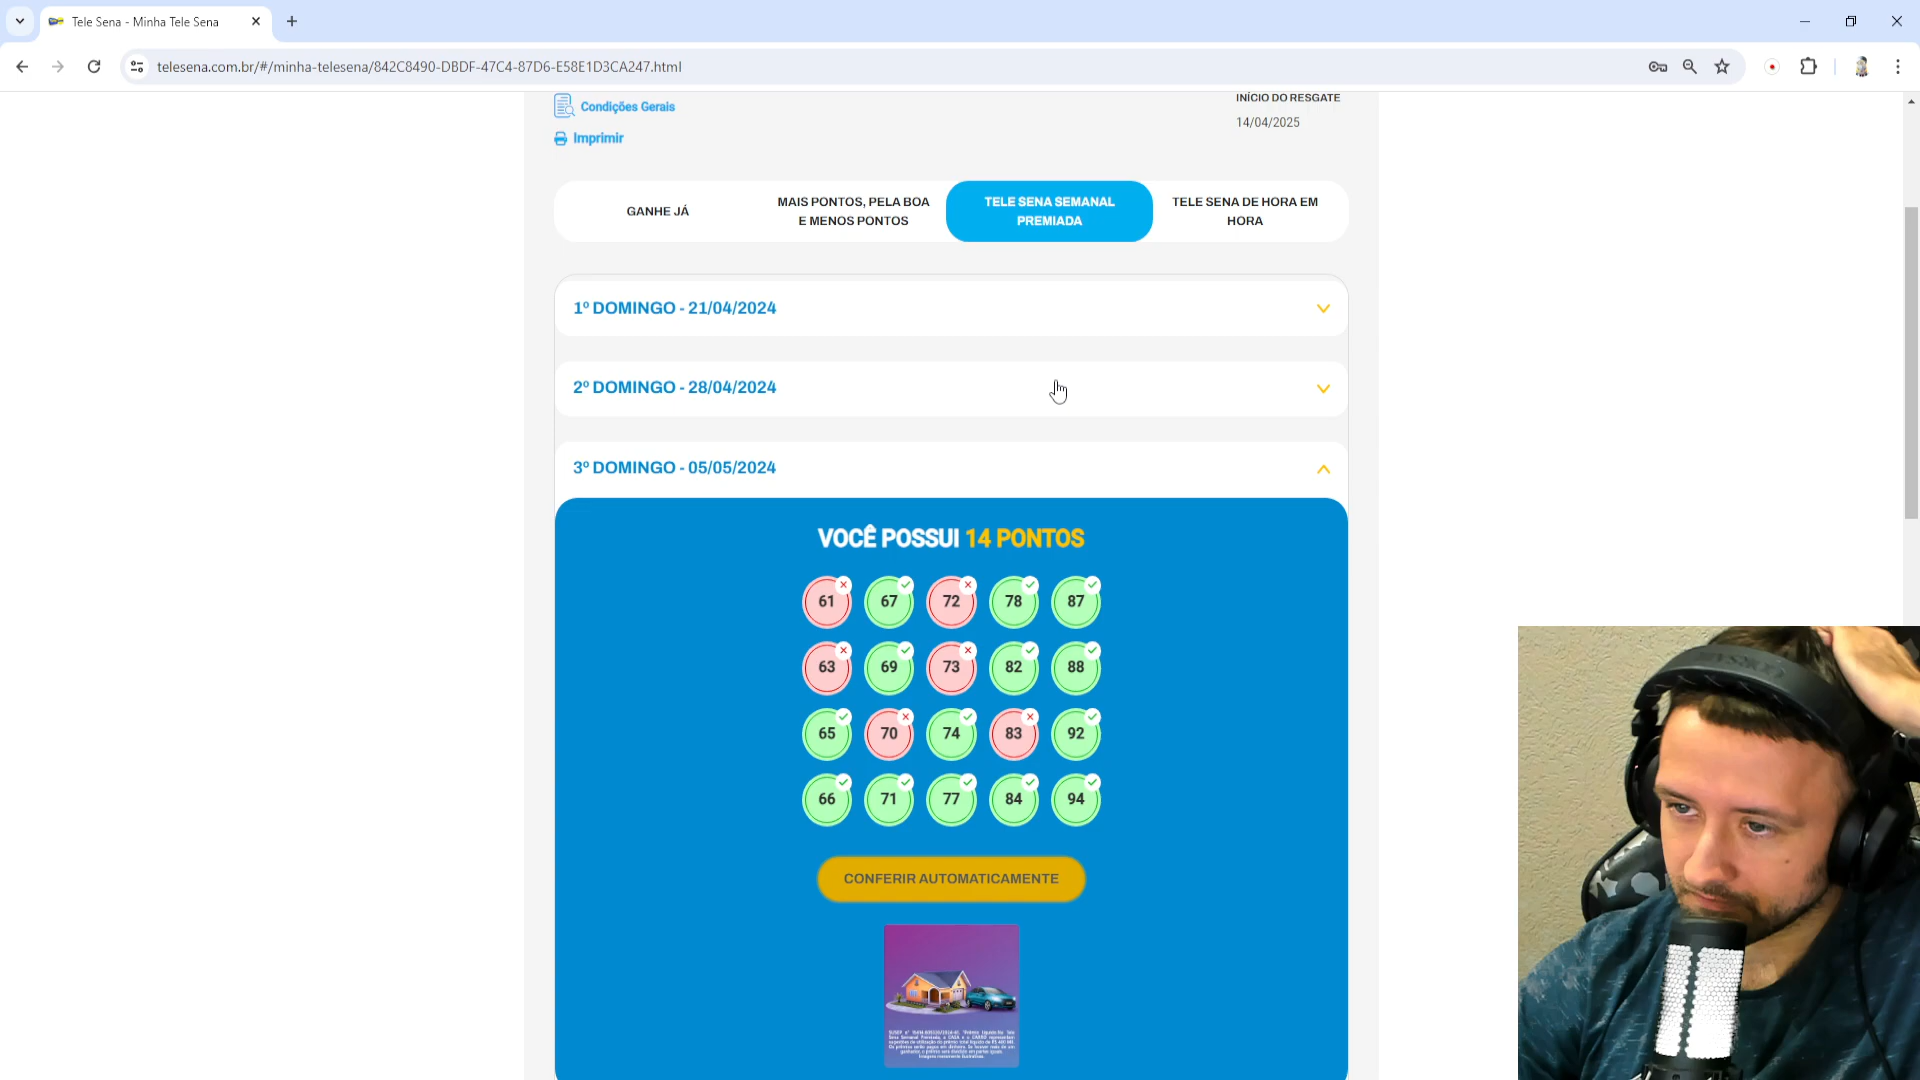 Tele Sena - Minha Tele Sena
telesena.com.br/#/minha-telesena/842C8490-DBDF-47C4-87D6-E58E1D3CA247.html
Condições Gerais
Imprimir
INÍCIO DO RESGATE
14/04/2025
GANHE JÁ
MAIS PONTOS, PELA BOA
E MENOS PONTOS
TELE SENA SEMANAL
PREMIADA
TELE SENA DE HORA EM
HORA
1º DOMINGO - 21/04/2024
2º DOMINGO - 28/04/2024
3º DOMINGO - 05/05/2024
VOCÊ POSSUI 14 PONTOS
61 67 72 78 87
63 69 73 82 88
65 70 74 83 92
66 71 77 84 94
CONFERIR AUTOMATICAMENTE